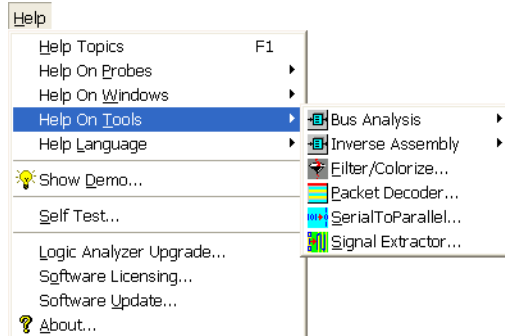 Help
Help Topics F1
Help On Probes
Help On Windows
Help On Tools
Help Language
Show Demo...
Self Test...
Logic Analyzer Upgrade...
Software Licensing...
Software Update...
About...
Bus Analysis
Inverse Assembly
Filter/Colorize...
Packet Decoder...
SerialToParallel...
Signal Extractor...